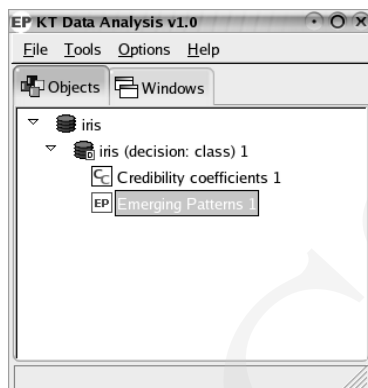 EP KT Data Analysis v1.0
File Tools Options Help
Objects Windows
iris
iris (decision: class) 1
CC Credibility coefficients 1
EP Emerging Patterns 1